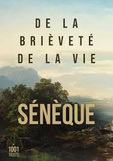 DE LA
BRIÈVETÉ
DE LA VIE
SÉNÈQUE
1001